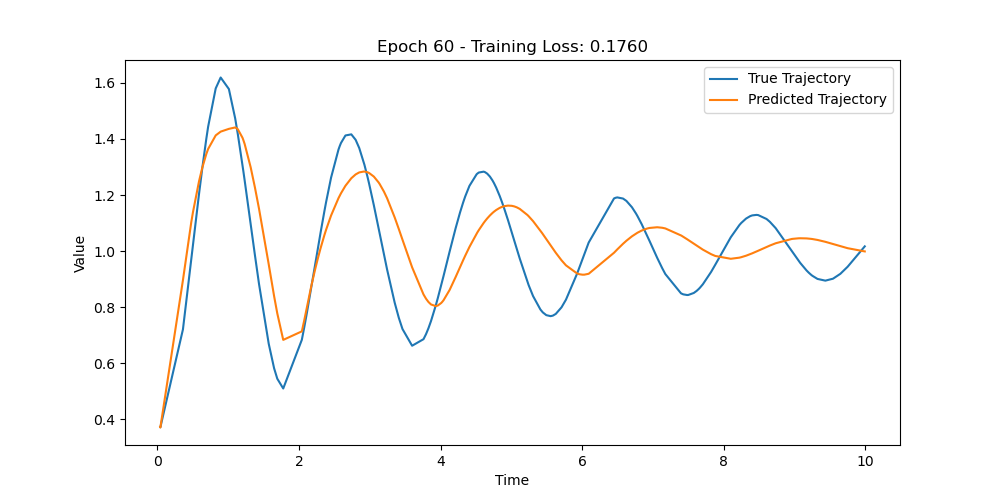 Epoch 60 - Training Loss: 0.1760
True Trajectory
Predicted Trajectory
Value
1.6
1.4
1.2
1.0
0.8
0.6
0.4
0 2 4 6 8 10
Time